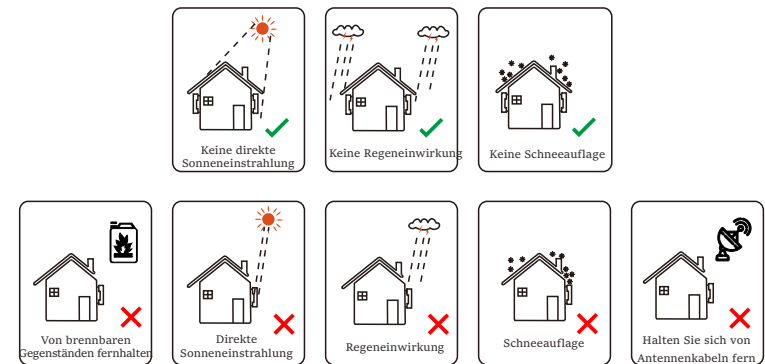 Keine direkte
Sonneneinstrahlung
Keine Regeneinwirkung
Keine Schneeauflage
Von brennbaren
Gegenständen fernhalten
Direkte
Sonneneinstrahlung
Regeneinwirkung
Schneeauflage
Halten Sie sich von
Antennenkabeln fern